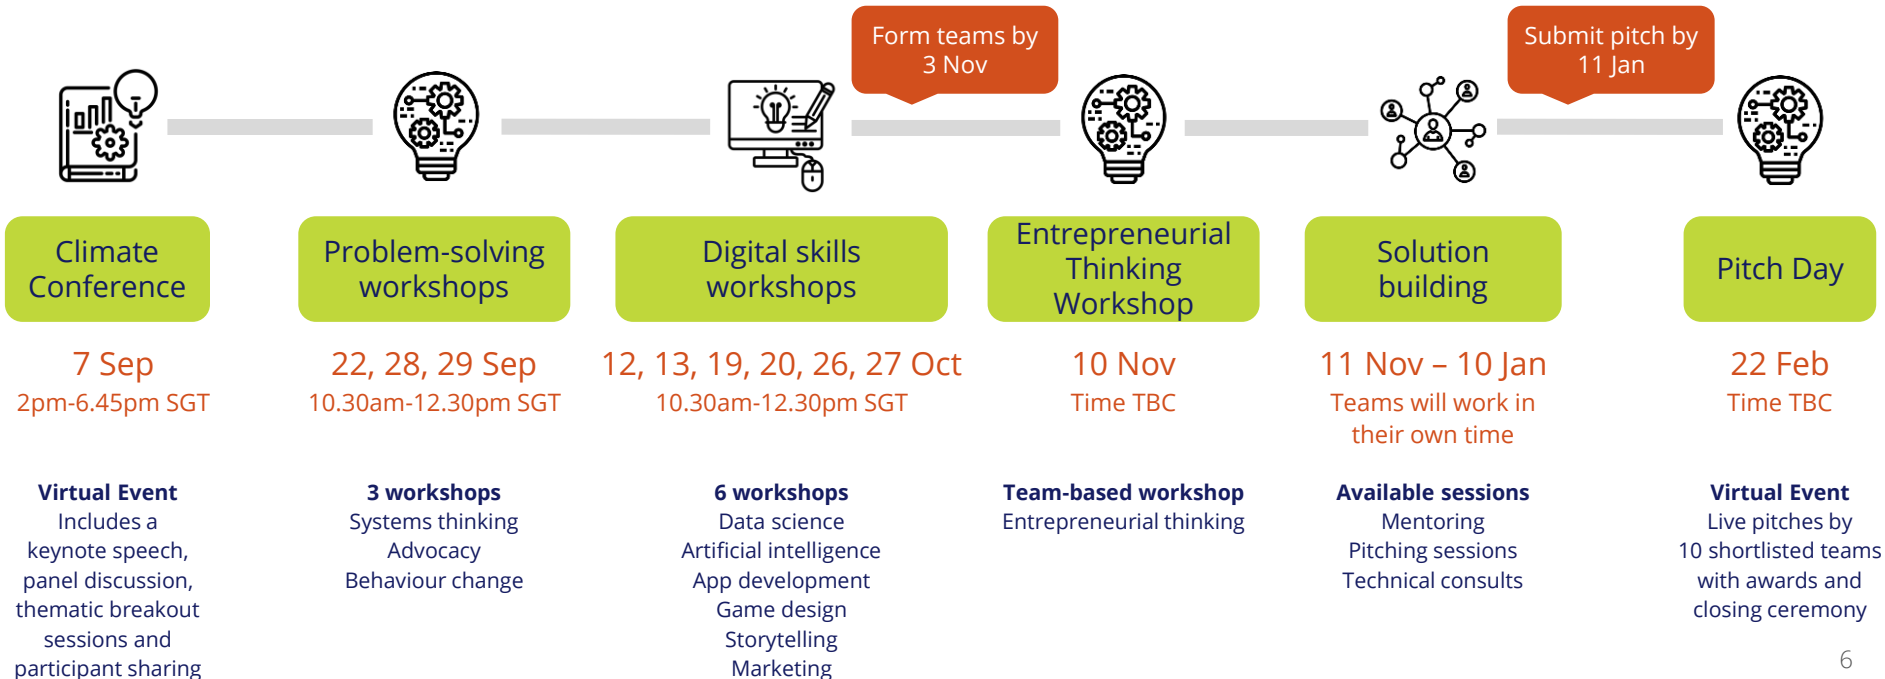 Form teams by
3 Nov
Submit pitch by
11 Jan
Climate
Conference
7 Sep
2pm-6.45pm SGT
Virtual Event
Includes a
keynote speech,
panel discussion,
thematic breakout
sessions and
participant sharing
Problem-solving
workshops
22, 28, 29 Sep
10.30am-12.30pm SGT
3 workshops
Systems thinking
Advocacy
Behaviour change
Digital skills
workshops
12, 13, 19, 20, 26, 27 Oct
10.30am-12.30pm SGT
6 workshops
Data science
Artificial intelligence
App development
Game design
Storytelling
Marketing
Entrepreneurial
Thinking
Workshop
10 Nov
Time TBC
Team-based workshop
Entrepreneurial thinking
Solution
building
11 Nov – 10 Jan
Teams will work in
their own time
Available sessions
Mentoring
Pitching sessions
Technical consults
Pitch Day
22 Feb
Time TBC
Virtual Event
Live pitches by
10 shortlisted teams
with awards and
closing ceremony
6